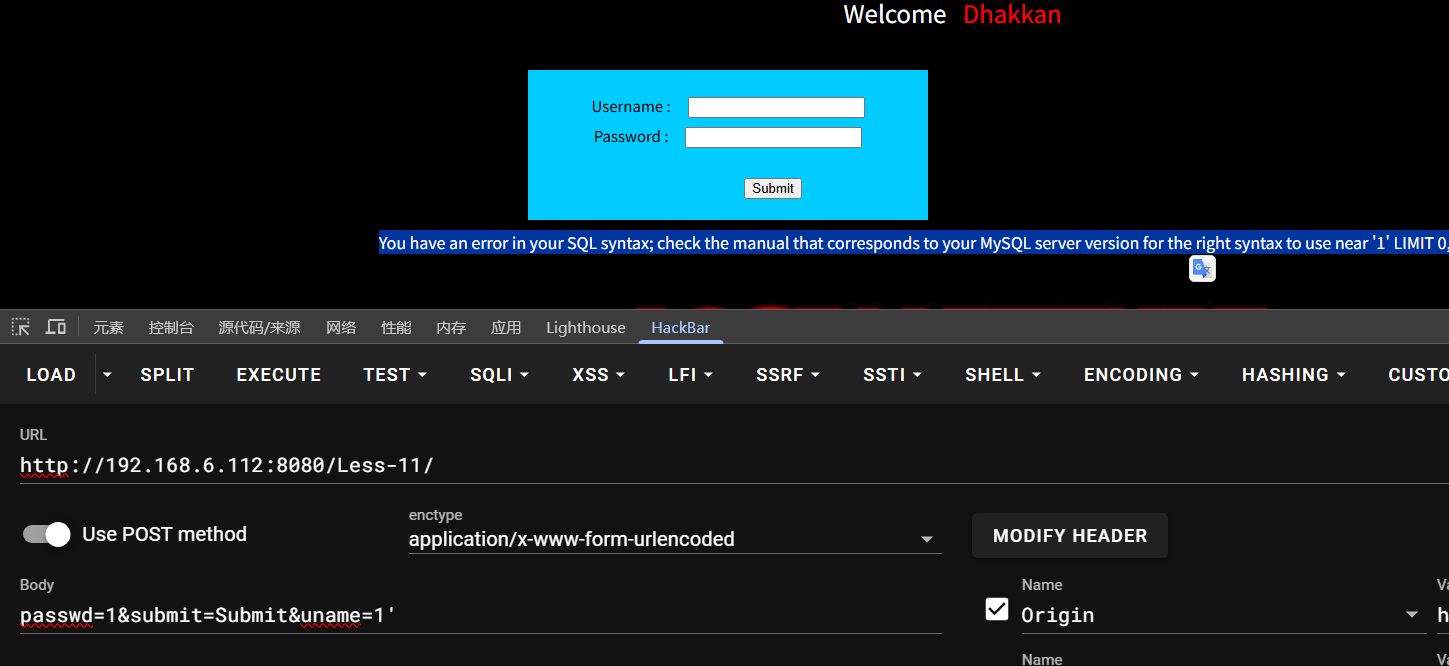 Welcome Dhakkan
Username :
Password :
Submit
You have an error in your SQL syntax; check the manual that corresponds to your MySQL server version for the right syntax to use near '1' LIMIT 0,
元素 控制台 源代码/来源 网络 性能 内存 应用 Lighthouse HackBar
LOAD SPLIT EXECUTE TEST SQLI XSS LFI SSRF SSTI SHELL ENCODING HASHING CUSTO
URL
http://192.168.6.112:8080/Less-11/
Use POST method
enctype
application/x-www-form-urlencoded
MODIFY HEADER
Body
passwd=1&submit=Submit&uname=1'
Name
Origin
Name